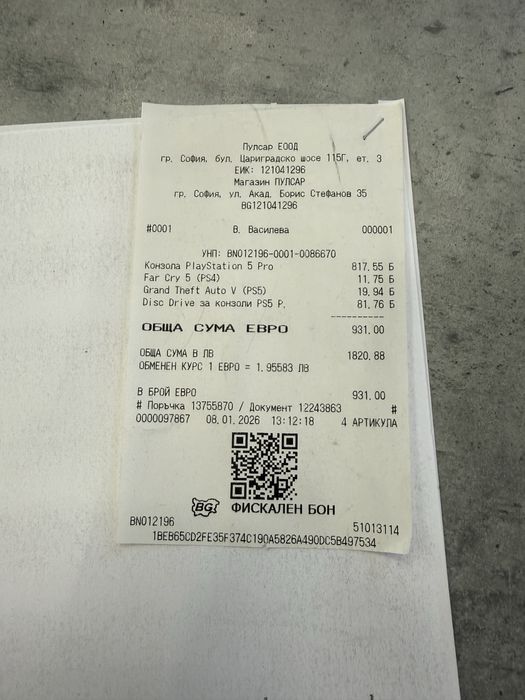 Пулсар ЕООД
гр. София, бул. Цариградско шосе 115Г, ет. 3
ЕИК: 121041296
Магазин ПУЛСАР
гр. София, ул. Акад. Борис Стефанов 35
BG121041296
#0001 В. Василева 000001
УНП: BN012196-0001-0086670
Конзола PlayStation 5 Pro 817.55 Б
Far Cry 5 (PS4) 11.75 Б
Grand Theft Auto V (PS5) 19.94 Б
Disc Drive за конзоли PS5 P. 81.76 Б
----------
ОБЩА СУМА ЕВРО 931.00
ОБЩА СУМА В ЛВ 1820.88
ОБМЕНЕН КУРС 1 ЕВРО = 1.95583 ЛВ
В БРОЙ ЕВРО 931.00
# Поръчка 13755870 / Документ 12243863 #
0000097867 08.01.2026 13:12:18 4 АРТИКУЛА
BG ФИСКАЛЕН БОН
BN012196 51013114
1BEB65CD2FE35F374C190A5826A490DC5B497534